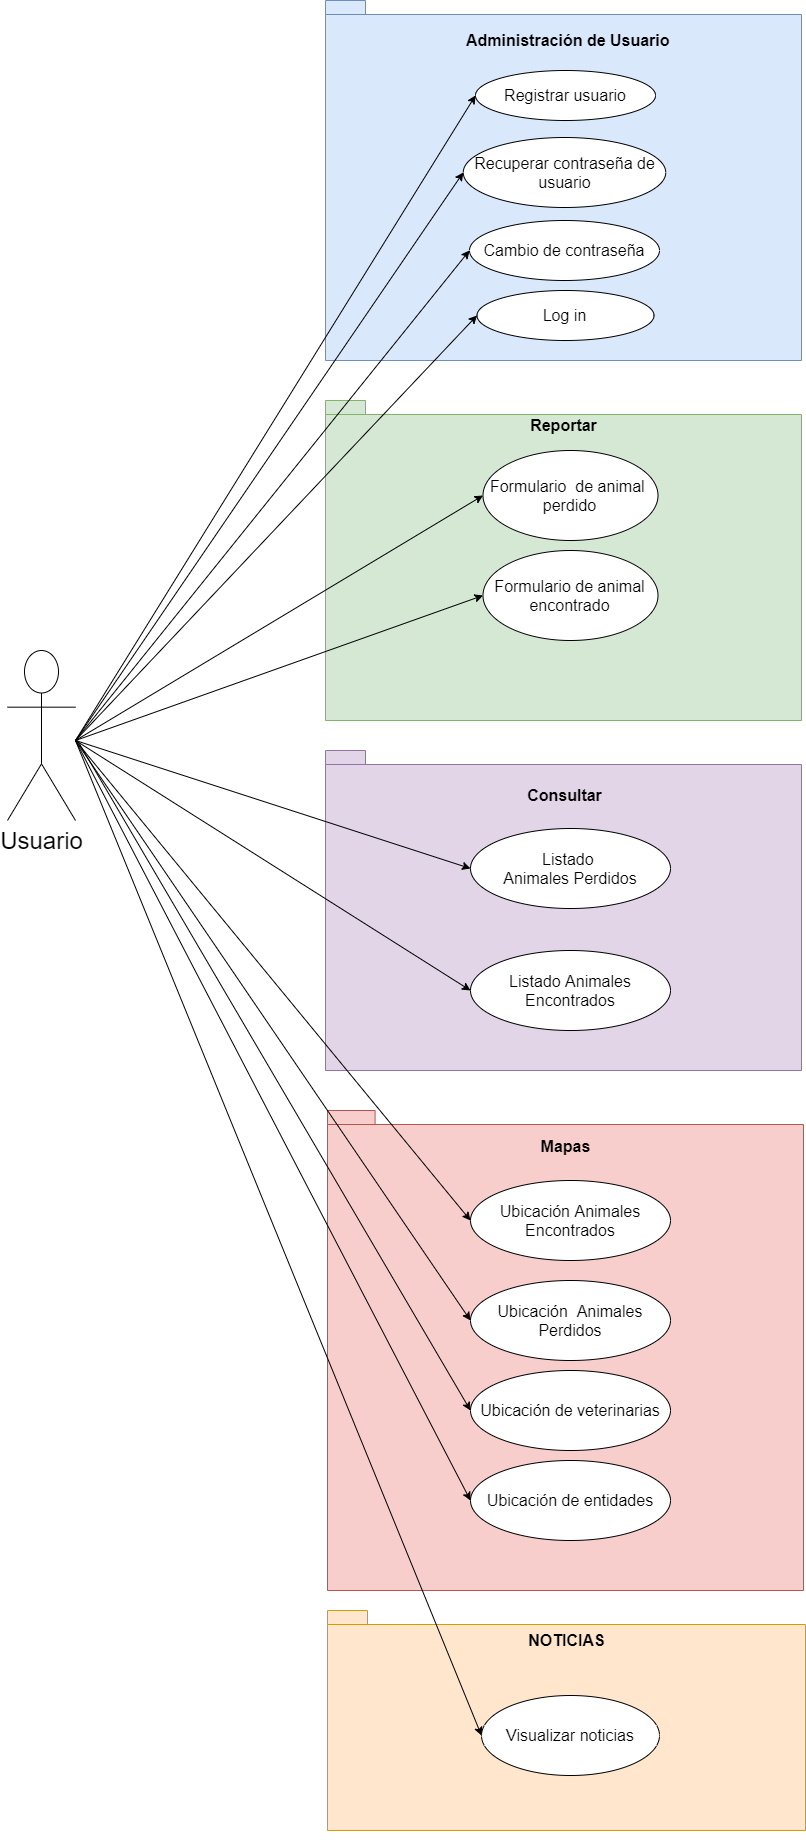 Administración de Usuario
Registrar usuario
Recuperar contraseña de
usuario
Cambio de contraseña
Log in
Reportar
Formulario  de animal
perdido
Formulario de animal
encontrado
Usuario
Consultar
Listado
Animales Perdidos
Listado Animales
Encontrados
Mapas
Ubicación Animales
Encontrados
Ubicación  Animales
Perdidos
Ubicación de veterinarias
Ubicación de entidades
NOTICIAS
Visualizar noticias